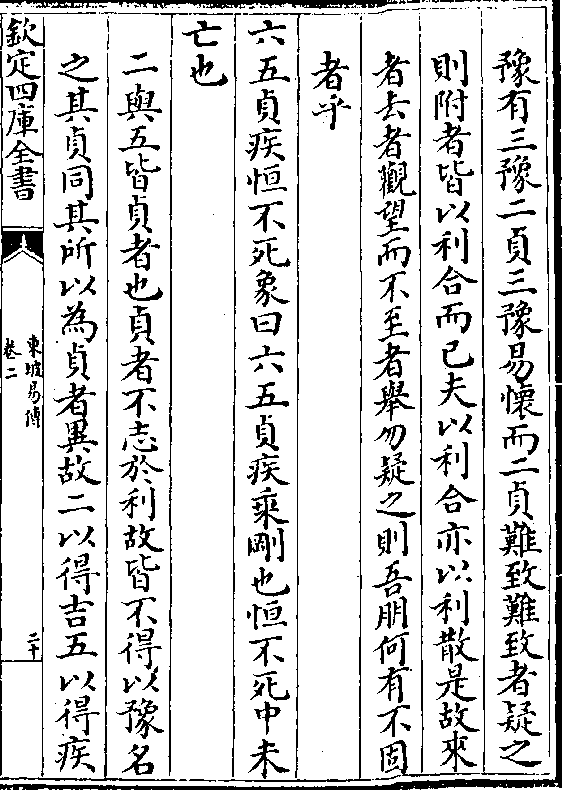 豫有三豫二貞三豫易懷而二貞難致難致者疑之
則附者皆以利合而已夫以利合亦以利散是故來
者去者觀望而不至者舉勿疑之則吾朋何有不固
者乎
六五貞疾恒不死象曰六五貞疾乘剛也恒不死中未
亡也
二與五皆貞者也貞者不志於利故皆不得以豫名
之其貞同其所以為貞者異故二以得吉五以得疾
欽定四庫全書
東坡易傳
卷二
二十